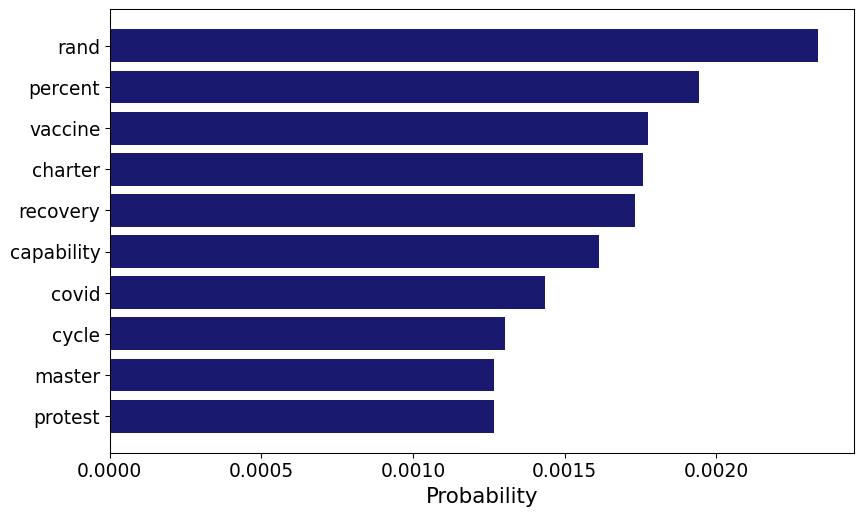 rand
percent
vaccine
charter
recovery
capability
covid
cycle
master
protest
0.0000 0.0005 0.0010 0.0015 0.0020
Probability